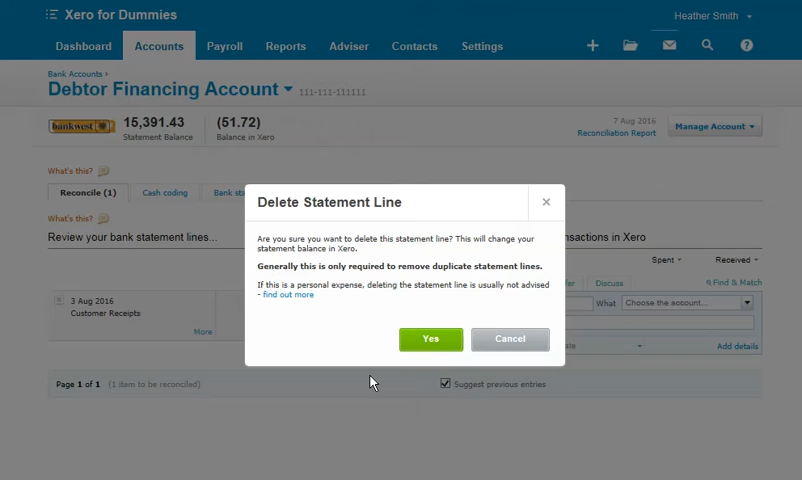 Xero for Dummies
Heather Smith
Dashboard Accounts Payroll Reports Adviser Contacts Settings
Bank Accounts ›
Debtor Financing Account 111-111-111111
bankwest
15,391.43 (51.72)
Statement Balance Balance in Xero
7 Aug 2016
Reconciliation Report
Manage Account
What's this?
Reconcile (1) Cash coding Bank sta
What's this?
Review your bank statement lines... nsactions in Xero
Spent Received
Discuss Find & Match
3 Aug 2016
Customer Receipts
More
What Choose the account...
Add details
Page 1 of 1 (1 item to be reconciled) Suggest previous entries
Delete Statement Line
Are you sure you want to delete this statement line? This will change your
statement balance in Xero.
Generally this is only required to remove duplicate statement lines.
If this is a personal expense, deleting the statement line is usually not advised
- find out more
Yes Cancel